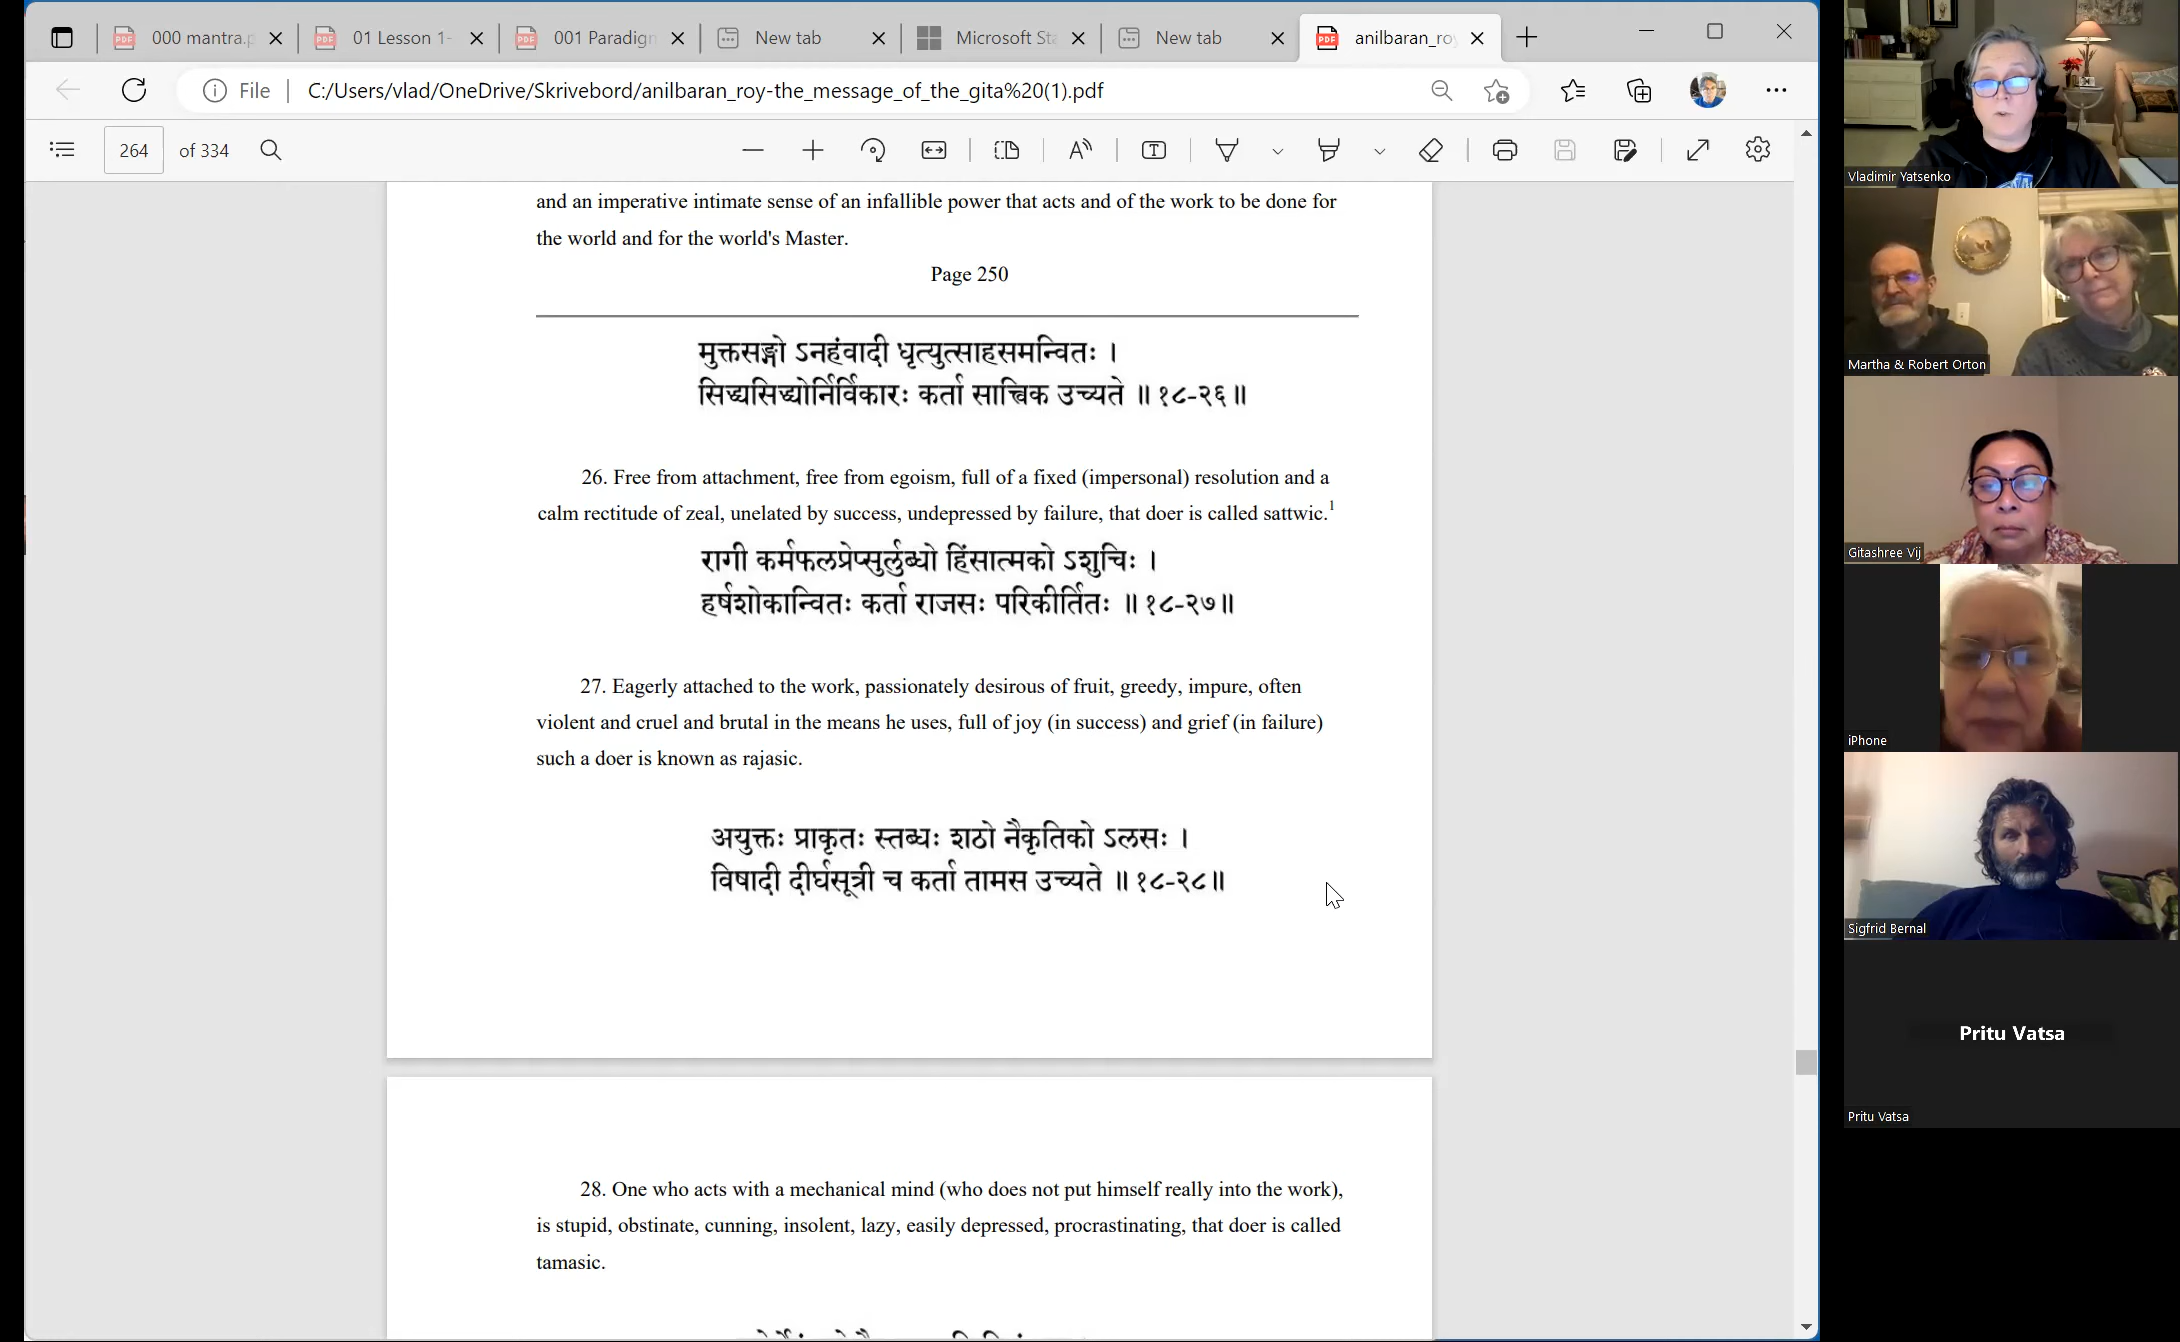 000 mantra.p
01 Lesson 1-
001 Paradign
New tab
Microsoft Sta
New tab
anilbaran_ro
File
C:/Users/vlad/OneDrive/Skrivebord/anilbaran_roy-the_message_of_the_gita%20(1).pdf
264 of 334
and an imperative intimate sense of an infallible power that acts and of the work to be done for
the world and for the world's Master.
Page 250
मुक्तसङ्गो ऽनहंवादी धृत्युत्साहसमन्वितः ।
सिद्ध्यसिद्ध्योर्निर्विकारः कर्ता सात्त्विक उच्यते ॥ १८-२६॥
26. Free from attachment, free from egoism, full of a fixed (impersonal) resolution and a
calm rectitude of zeal, unelated by success, undepressed by failure, that doer is called sattwic.1
रागी कर्मफलप्रेप्सुर्लुब्धो हिंसात्मको ऽशुचिः ।
हर्षशोकान्वितः कर्ता राजसः परिकीर्तितः ॥ १८-२७॥
27. Eagerly attached to the work, passionately desirous of fruit, greedy, impure, often
violent and cruel and brutal in the means he uses, full of joy (in success) and grief (in failure)
such a doer is known as rajasic.
अयुक्तः प्राकृतः स्तब्धः शठो नैकृतिको ऽलसः ।
विषादी दीर्घसूत्री च कर्ता तामस उच्यते ॥ १८-२८॥
28. One who acts with a mechanical mind (who does not put himself really into the work),
is stupid, obstinate, cunning, insolent, lazy, easily depressed, procrastinating, that doer is called
tamasic.
Vladimir Yatsenko
Martha & Robert Orton
Gitashree Vij
iPhone
Sigfrid Bernal
Pritu Vatsa
Pritu Vatsa